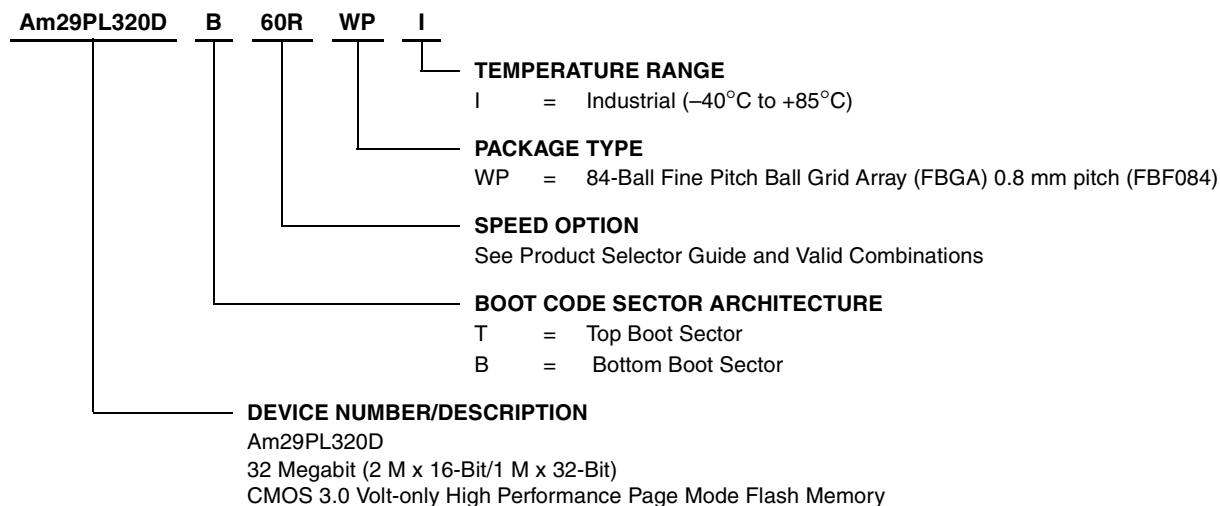 Am29PL320D B 60R WP I
TEMPERATURE RANGE
I = Industrial (–40°C to +85°C)
PACKAGE TYPE
WP = 84-Ball Fine Pitch Ball Grid Array (FBGA) 0.8 mm pitch (FBF084)
SPEED OPTION
See Product Selector Guide and Valid Combinations
BOOT CODE SECTOR ARCHITECTURE
T = Top Boot Sector
B = Bottom Boot Sector
DEVICE NUMBER/DESCRIPTION
Am29PL320D
32 Megabit (2 M x 16-Bit/1 M x 32-Bit)
CMOS 3.0 Volt-only High Performance Page Mode Flash Memory